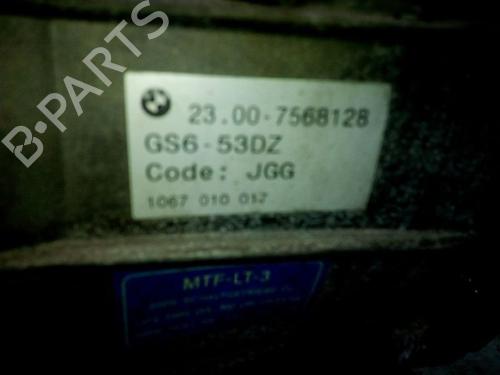 B-PARTS
23.00-7568128
GS6-53DZ
Code: JGG
1067 010 017
MTF-LT-3